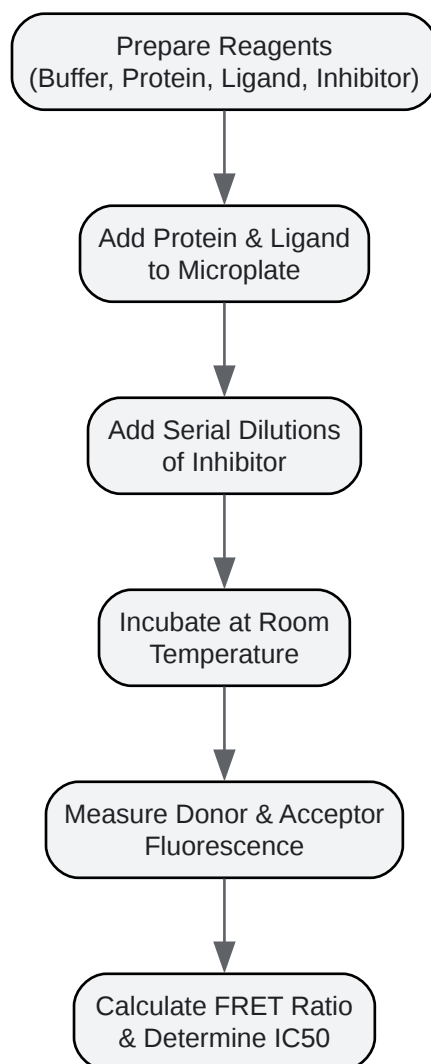 Prepare Reagents
(Buffer, Protein, Ligand, Inhibitor)
Add Protein & Ligand
to Microplate
Add Serial Dilutions
of Inhibitor
Incubate at Room
Temperature
Measure Donor & Acceptor
Fluorescence
Calculate FRET Ratio
& Determine IC50